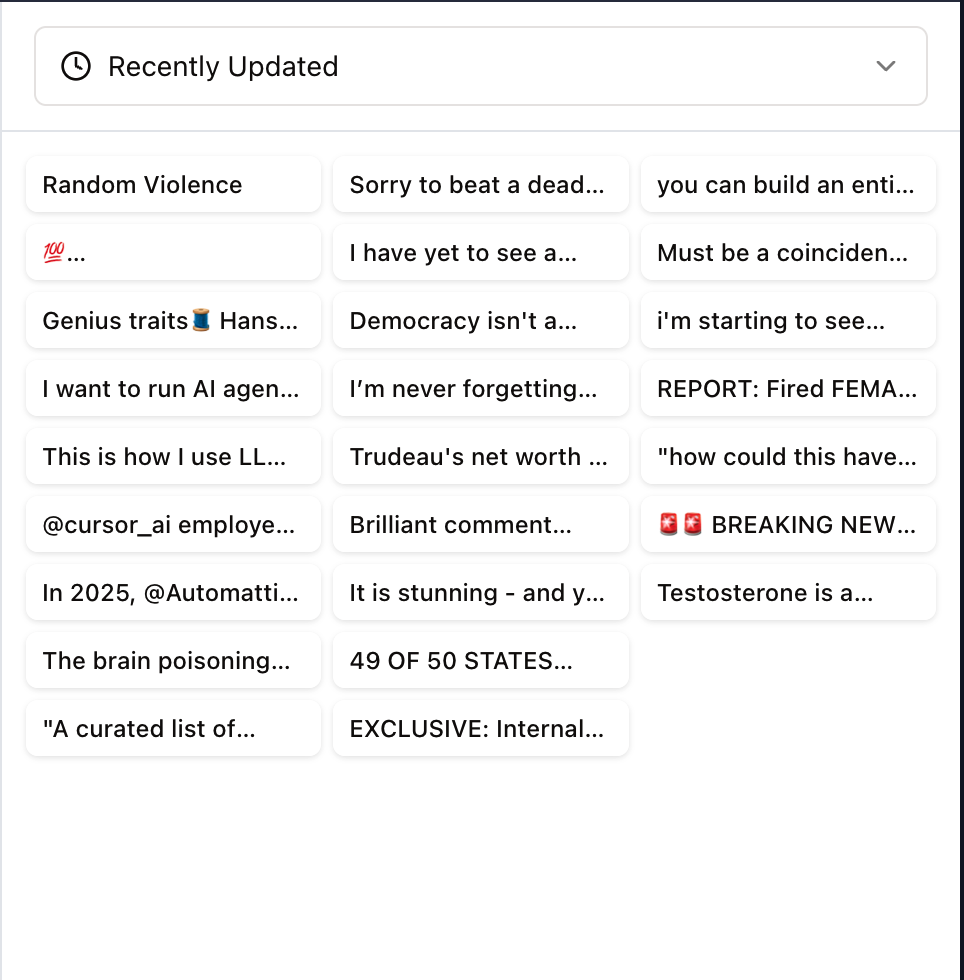 Recently Updated
Random Violence
Sorry to beat a dead...
you can build an enti...
💯...
I have yet to see a...
Must be a coinciden...
Genius traits🧵 Hans...
Democracy isn't a...
i'm starting to see...
I want to run AI agen...
I’m never forgetting...
REPORT: Fired FEMA...
This is how I use LL...
Trudeau's net worth ...
"how could this have...
@cursor_ai employe...
Brilliant comment...
🚨🚨 BREAKING NEW...
In 2025, @Automatti...
It is stunning - and y...
Testosterone is a...
The brain poisoning...
49 OF 50 STATES...
"A curated list of...
EXCLUSIVE: Internal...